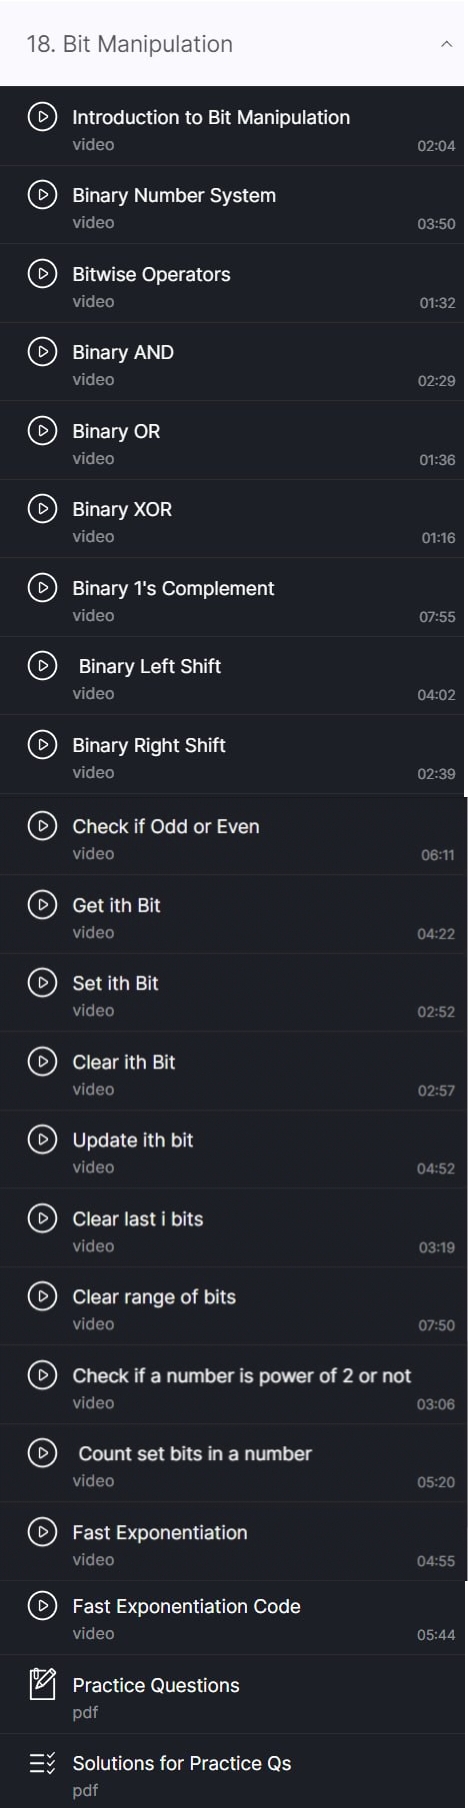 18. Bit Manipulation
Introduction to Bit Manipulation
video
02:04
Binary Number System
video
03:50
Bitwise Operators
video
01:32
Binary AND
video
02:29
Binary OR
video
01:36
Binary XOR
video
01:16
Binary 1's Complement
video
07:55
Binary Left Shift
video
04:02
Binary Right Shift
video
02:39
Check if Odd or Even
video
06:11
Get ith Bit
video
04:22
Set ith Bit
video
02:52
Clear ith Bit
video
02:57
Update ith bit
video
04:52
Clear last i bits
video
03:19
Clear range of bits
video
07:50
Check if a number is power of 2 or not
video
03:06
Count set bits in a number
video
05:20
Fast Exponentiation
video
04:55
Fast Exponentiation Code
video
05:44
Practice Questions
pdf
Solutions for Practice Qs
pdf